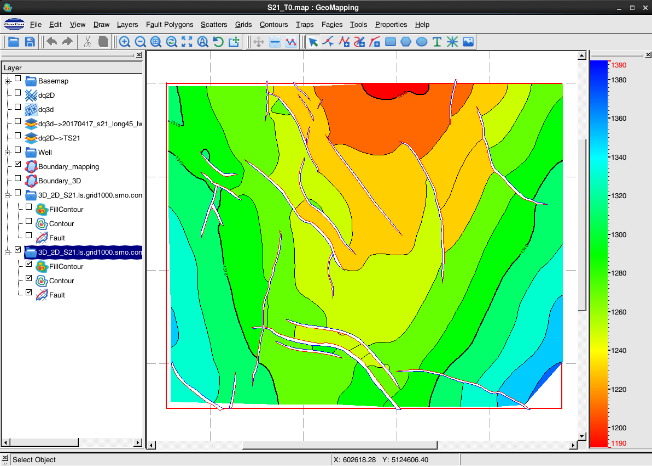 S21_T0.map : GeoMapping
File Edit View Draw Layers Fault Polygons Scatters Grids Contours Traps Facies Tools Properties Help
Layer
Basemap
dq2D
dq3d
dq3d-->20170417_s21_long45_tw
dq2D-->TS21
Well
Boundary_mapping
Boundary_3D
3D_2D_S21.ls.grid1000.smo.con
FillContour
Contour
Fault
3D_2D_S21.ls.grid1000.smo.con
FillContour
Contour
Fault
1390
1380
1360
1340
1320
1300
1280
1260
1240
1220
1200
1190
Select Object
X: 602618.28 Y: 5124606.40